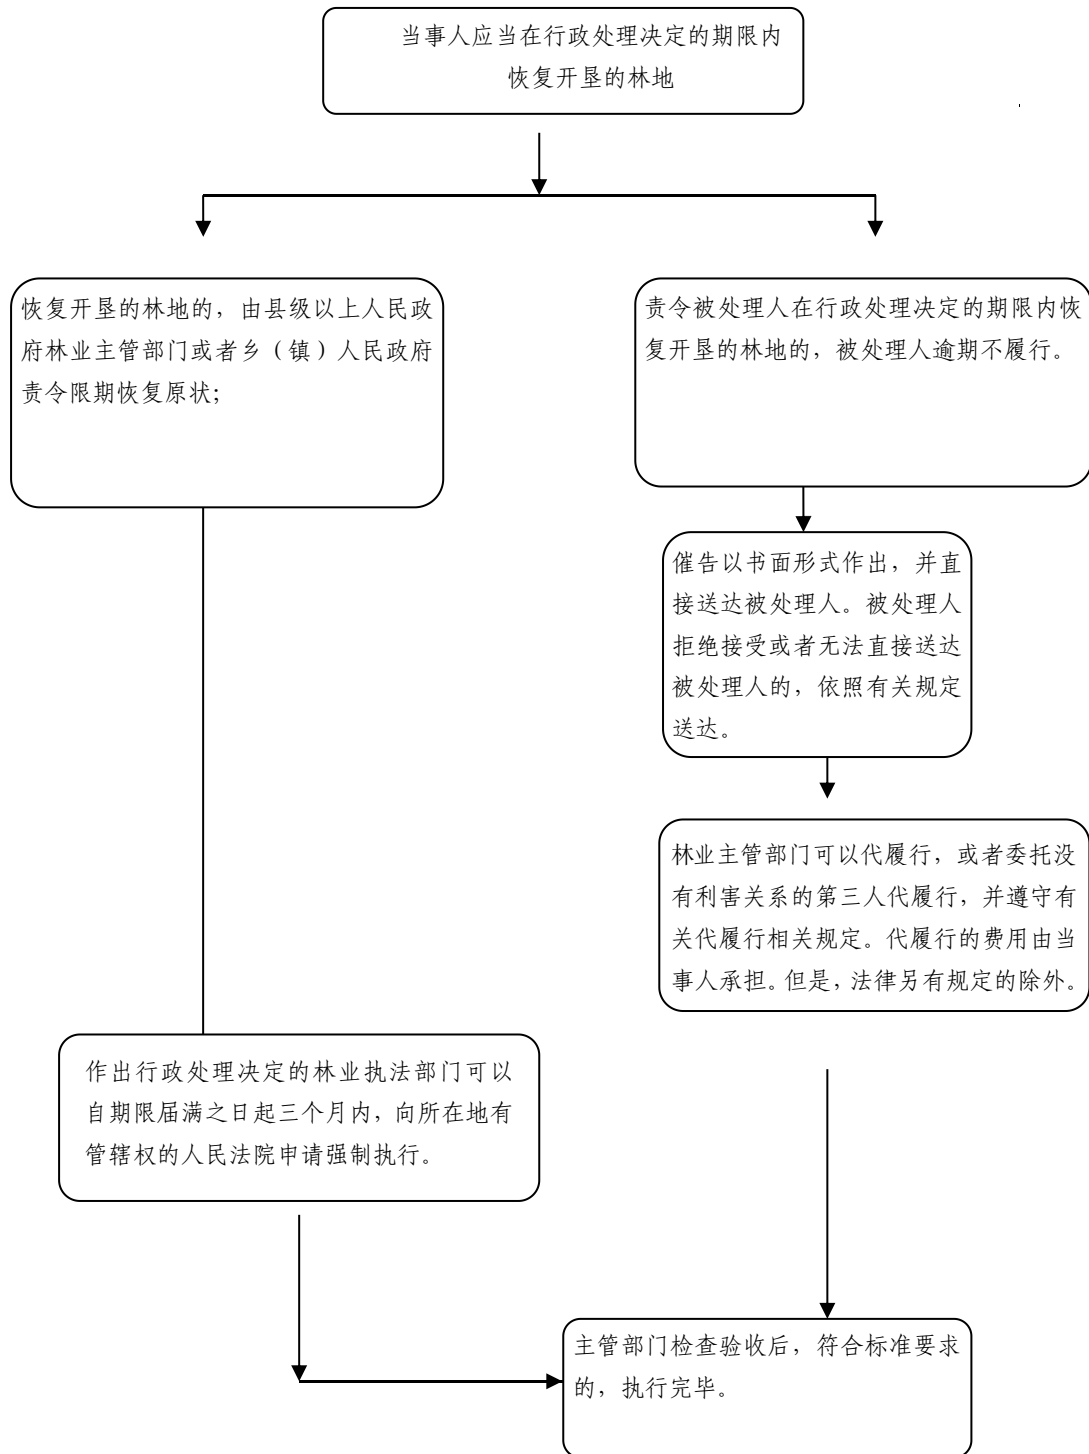 当事人应当在行政处理决定的期限内
恢复开垦的林地
恢复开垦的林地的，由县级以上人民政
府林业主管部门或者乡（镇）人民政府
责令限期恢复原状；
责令被处理人在行政处理决定的期限内恢
复开垦的林地的，被处理人逾期不履行。
催告以书面形式作出，并直
接送达被处理人。被处理人
拒绝接受或者无法直接送达
被处理人的，依照有关规定
送达。
林业主管部门可以代履行，或者委托没
有利害关系的第三人代履行，并遵守有
关代履行相关规定。代履行的费用由当
事人承担。但是，法律另有规定的除外。
作出行政处理决定的林业执法部门可以
自期限届满之日起三个月内，向所在地有
管辖权的人民法院申请强制执行。
主管部门检查验收后，符合标准要求
的，执行完毕。